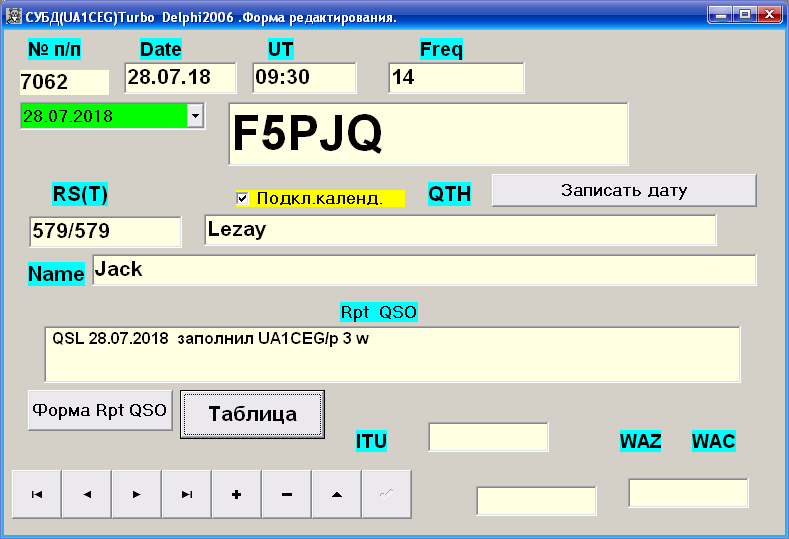 СУБД(UA1CEG)Turbo Delphi2006 .Форма редактирования.
№ п/п Date UT Freq
7062 28.07.18 09:30 14
28.07.2018
F5PJQ
RS(T) Подкл.календ. QTH Записать дату
579/579 Lezay
Name Jack
Rpt QSO
QSL 28.07.2018 заполнил UA1CEG/p 3 w
Форма Rpt QSO Таблица
ITU WAZ WAC